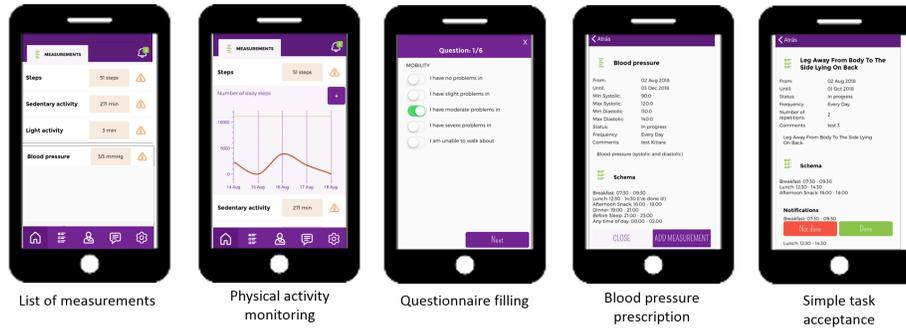 MEASUREMENTS
Steps
51 steps
Sedentary activity
271 min
Light activity
3 min
Blood pressure
3/3 mmHg
List of measurements
MEASUREMENTS
Steps
51 steps
Number of daily steps
+
10000
5000
0
14 Aug 15 Aug 16 Aug 17 Aug 18 Aug
Sedentary activity
271 min
Physical activity
monitoring
X
Question: 1/6
MOBILITY
I have no problems in
I have slight problems in
I have moderate problems in
I have severe problems in
I am unable to walk about
Next
Questionnaire filling
Atrás
Blood pressure
From: 02 Aug 2018
Until: 03 Dec 2018
Min Systolic: 90.0
Max Systolic: 120.0
Min Diastolic: 110.0
Max Diastolic: 140.0
Status: In progress
Frequency: Every Day
Comments: test Kitiare
Blood pressure (systolic and diastolic)
Schema
Breakfast: 07:30 - 09:30
Lunch: 12:30 - 14:30 (I've done it!)
Afternoon Snack: 16:00 - 18:00
Dinner: 19:00 - 21:00
Before Sleep: 21:00 - 23:00
Any time of day: 00:00 - 02:00
CLOSE
ADD MEASUREMENT
Blood pressure
prescription
Atrás
Leg Away From Body To The
Side Lying On Back
From: 02 Aug 2018
Until: 01 Oct 2018
Status: In progress
Frequency: Every Day
Number of
repetitions: 2
Comments: test 3
Leg Away From Body To The Side Lying
On Back
Schema
Breakfast: 07:30 - 09:30
Lunch: 12:30 - 14:30
Afternoon Snack: 16:00 - 18:00
Notifications
Breakfast: 07:30 - 09:30
Not done
Done
Lunch: 12:30 - 14:30
Simple task
acceptance